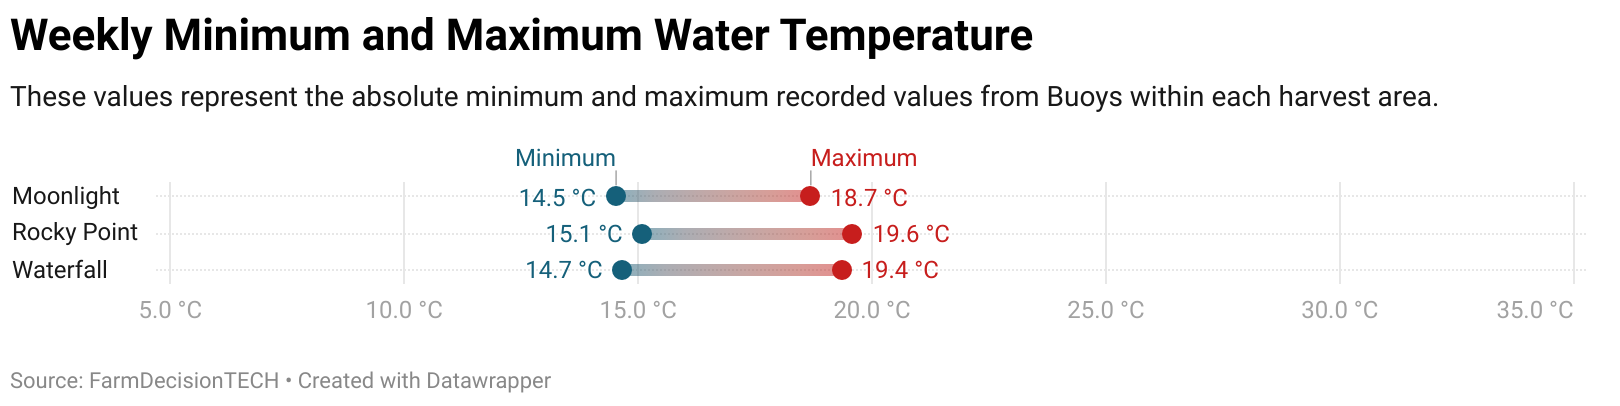 Weekly Minimum and Maximum Water Temperature
These values represent the absolute minimum and maximum recorded values from Buoys within each harvest area.
Minimum Maximum
Moonlight 14.5 °C 18.7 °C
Rocky Point 15.1 °C 19.6 °C
Waterfall 14.7 °C 19.4 °C
5.0 °C 10.0 °C 15.0 °C 20.0 °C 25.0 °C 30.0 °C 35.0 °C
Source: FarmDecisionTECH • Created with Datawrapper